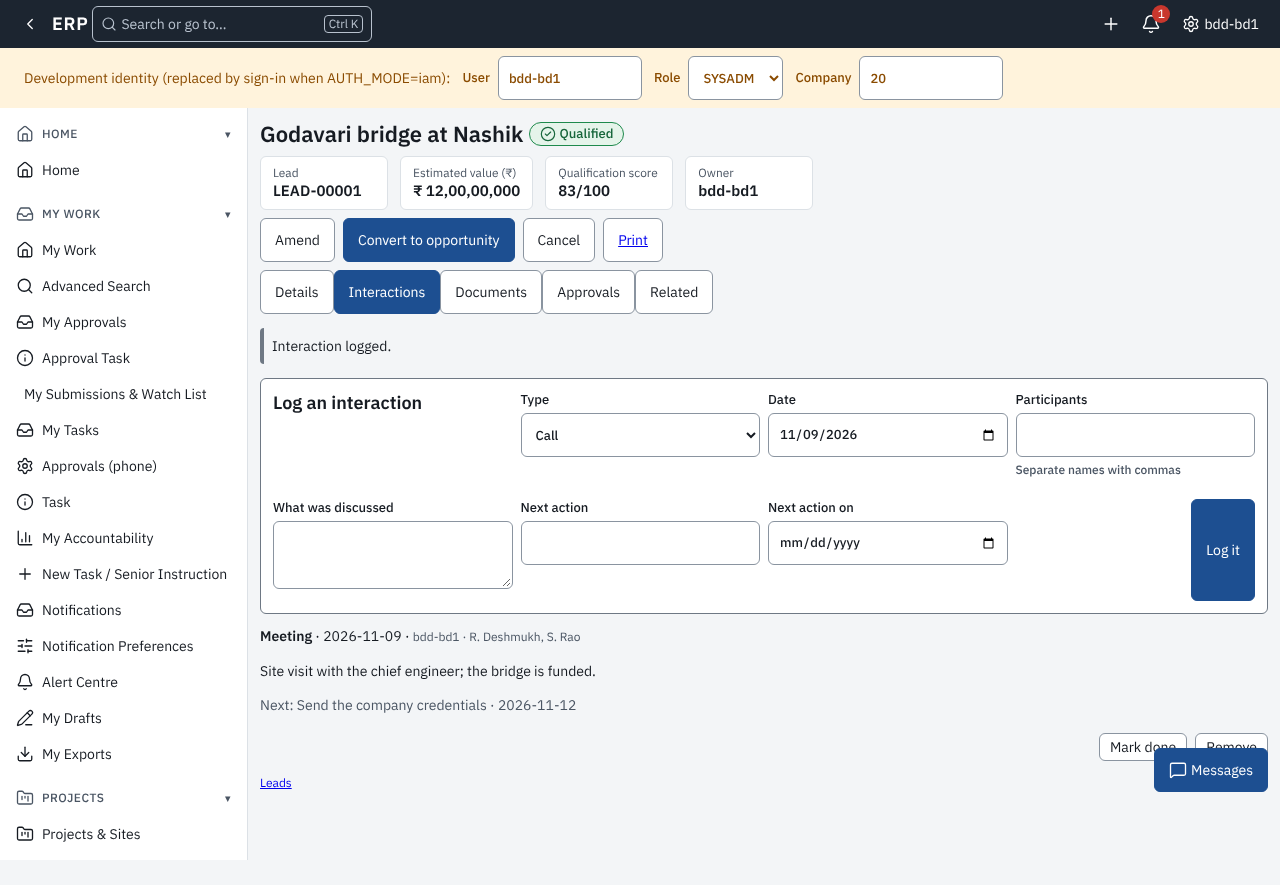 ERP
Search or go to...
Ctrl K
1
bdd-bd1
Development identity (replaced by sign-in when AUTH_MODE=iam):
User
bdd-bd1
Role
SYSADM
Company
20
HOME
Home
MY WORK
My Work
Advanced Search
My Approvals
Approval Task
My Submissions & Watch List
My Tasks
Approvals (phone)
Task
My Accountability
New Task / Senior Instruction
Notifications
Notification Preferences
Alert Centre
My Drafts
My Exports
PROJECTS
Projects & Sites
Godavari bridge at Nashik
Qualified
Lead
LEAD-00001
Estimated value (₹)
₹ 12,00,00,000
Qualification score
83/100
Owner
bdd-bd1
Amend
Convert to opportunity
Cancel
Print
Details
Interactions
Documents
Approvals
Related
Interaction logged.
Log an interaction
Type
Call
Date
11/09/2026
Participants
Separate names with commas
What was discussed
Next action
Next action on
mm/dd/yyyy
Log it
Meeting · 2026-11-09 · bdd-bd1 · R. Deshmukh, S. Rao
Site visit with the chief engineer; the bridge is funded.
Next: Send the company credentials · 2026-11-12
Mark done
Remove
Messages
Leads